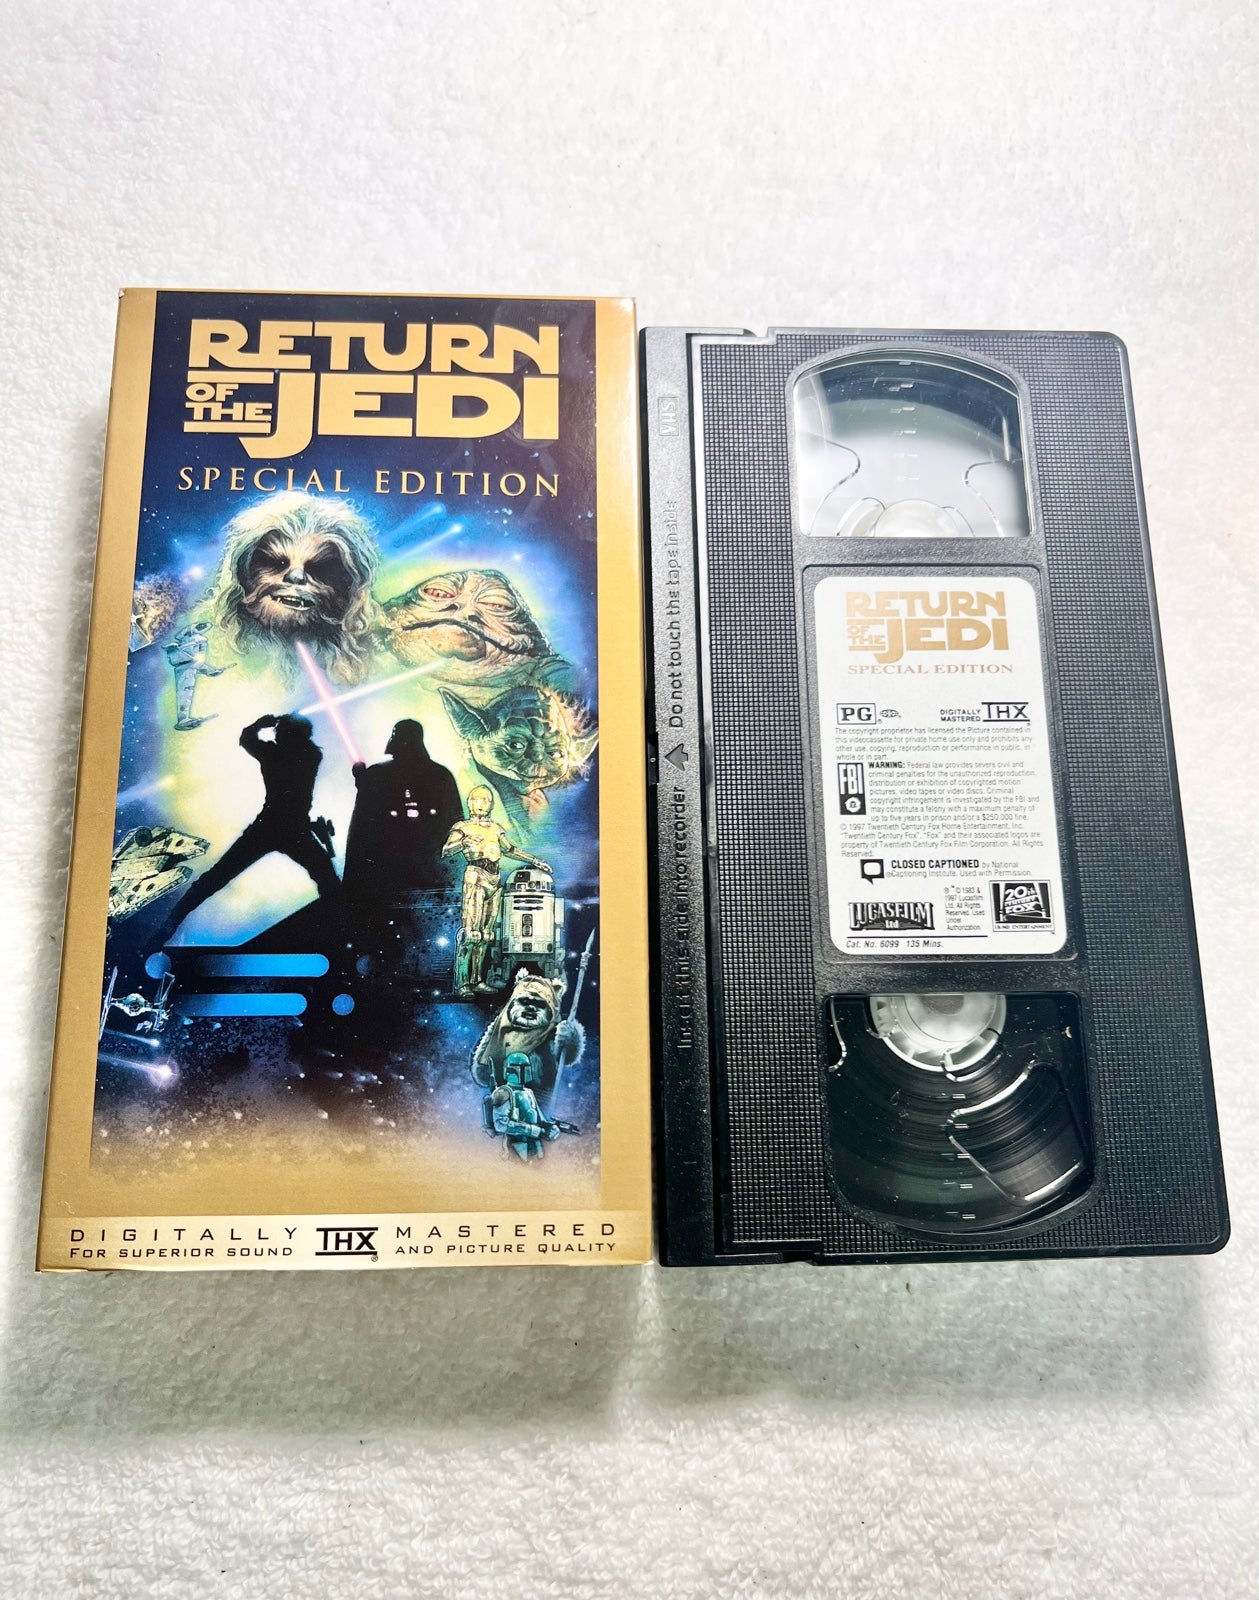 RETURN
OF THE JEDI
SPECIAL EDITION
DIGITALLY THX MASTERED
FOR SUPERIOR SOUND AND PICTURE QUALITY
VHS
Do not touch the tape inside
Insert this side into recorder
RETURN
OF THE JEDI
SPECIAL EDITION
PG DIGITALLY MASTERED THX
The copyright proprietor has licensed the Picture contained in
this videocassette for private home use only and prohibits any
other use, copying, reproduction or performance in public, in
whole or in part.
FBI
WARNING: Federal law provides severe civil and
criminal penalties for the unauthorized reproduction,
distribution or exhibition of copyrighted motion
pictures, video tapes or video discs. Criminal
copyright infringement is investigated by the FBI and
may constitute a felony with a maximum penalty of
up to five years in prison and/or a $250,000 fine.
© 1997 Twentieth Century Fox Home Entertainment, Inc.
"Twentieth Century Fox", "Fox" and their associated logos are
property of Twentieth Century Fox Film Corporation. All Rights
Reserved.
CLOSED CAPTIONED by National
Captioning Institute. Used with Permission.
LUCASFILM
Ltd
®™© 1983 &
1997 Lucasfilm
Ltd. All Rights
Reserved. Used
Under
Authorization.
20th
CENTURY
FOX
HOME ENTERTAINMENT
Cat. No. 6099 135 Mins.